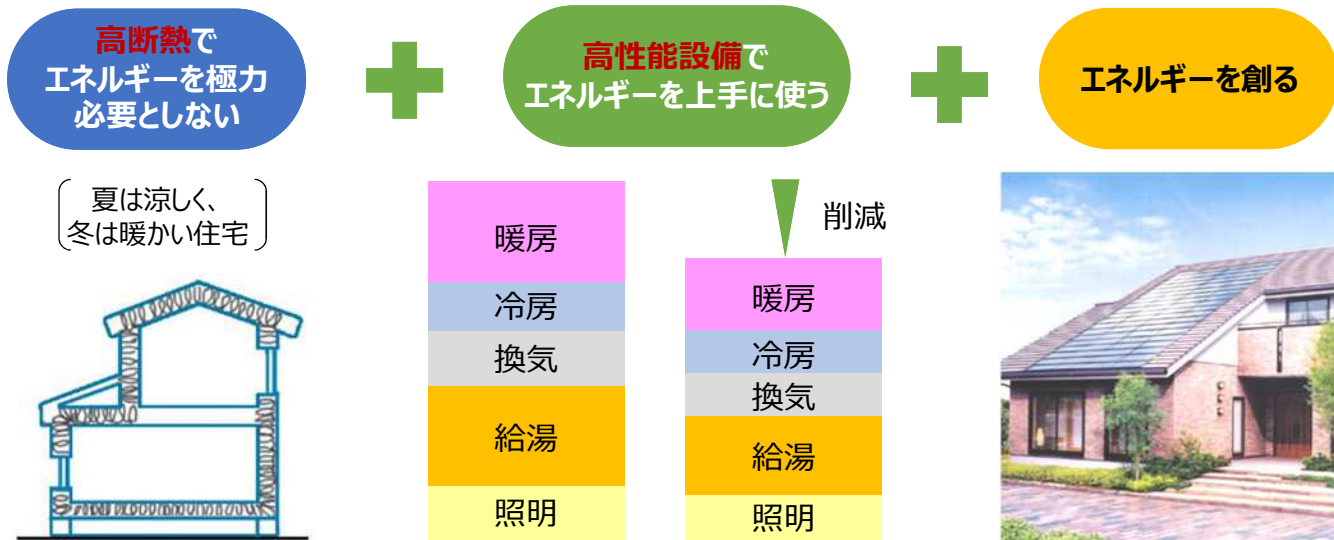 高断熱で
エネルギーを極力
必要としない
高性能設備で
エネルギーを上手に使う
エネルギーを創る
夏は涼しく、
冬は暖かい住宅
暖房
冷房
換気
給湯
照明
削減
暖房
冷房
換気
給湯
照明